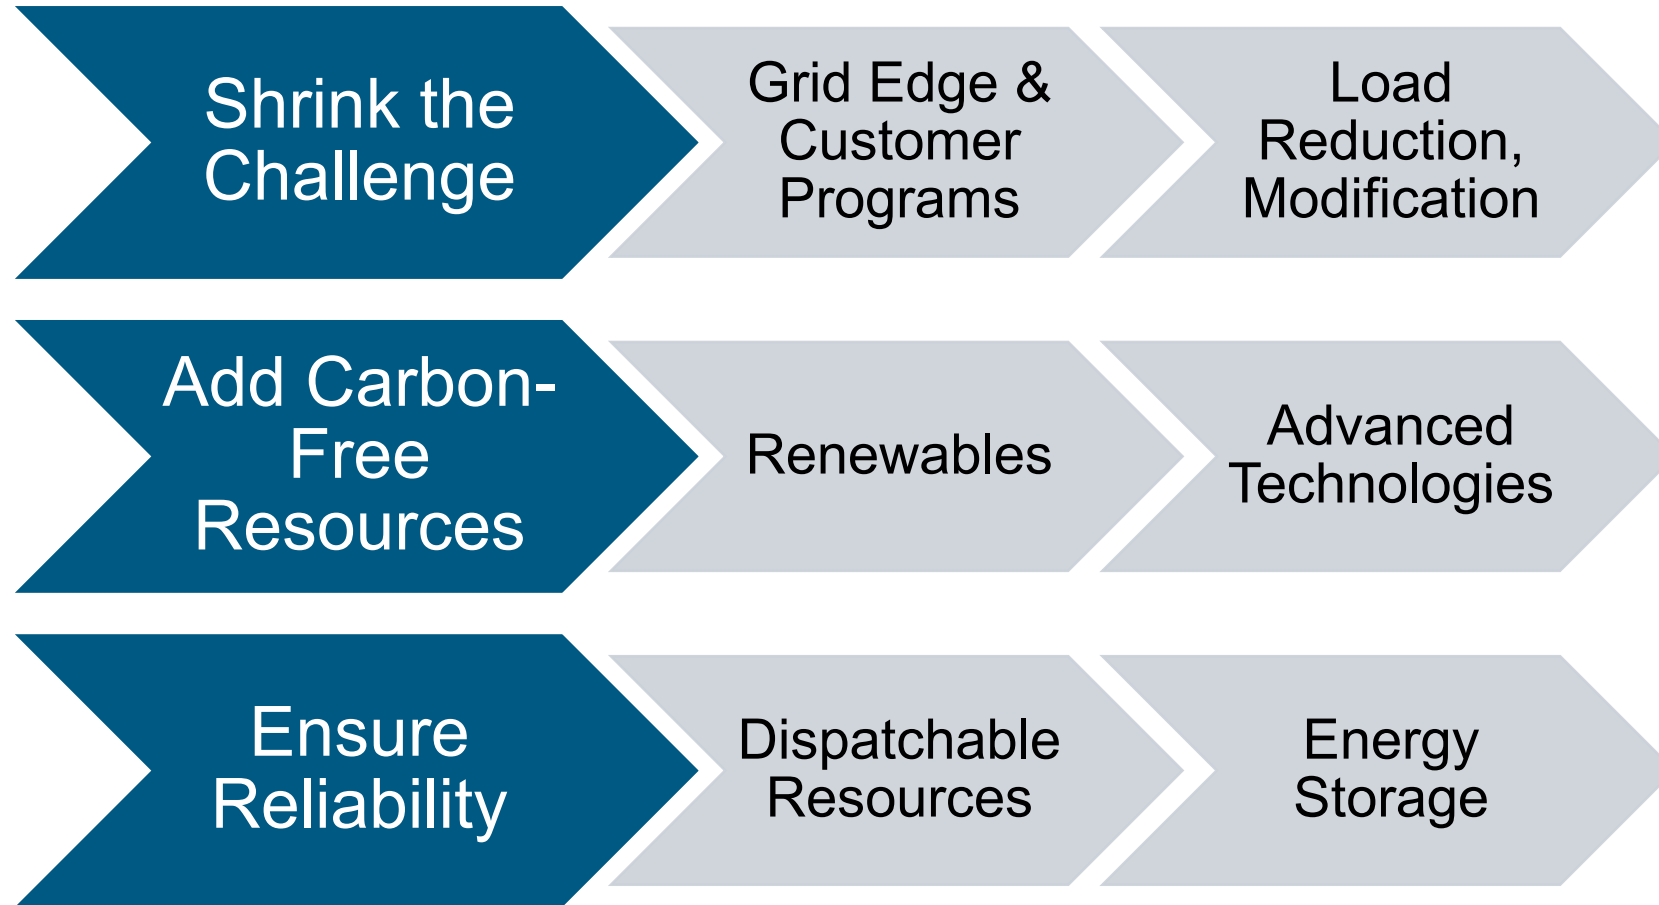 Shrink the
Challenge
Grid Edge &
Customer
Programs
Load
Reduction,
Modification
Add Carbon-
Free
Resources
Renewables
Advanced
Technologies
Ensure
Reliability
Dispatchable
Resources
Energy
Storage